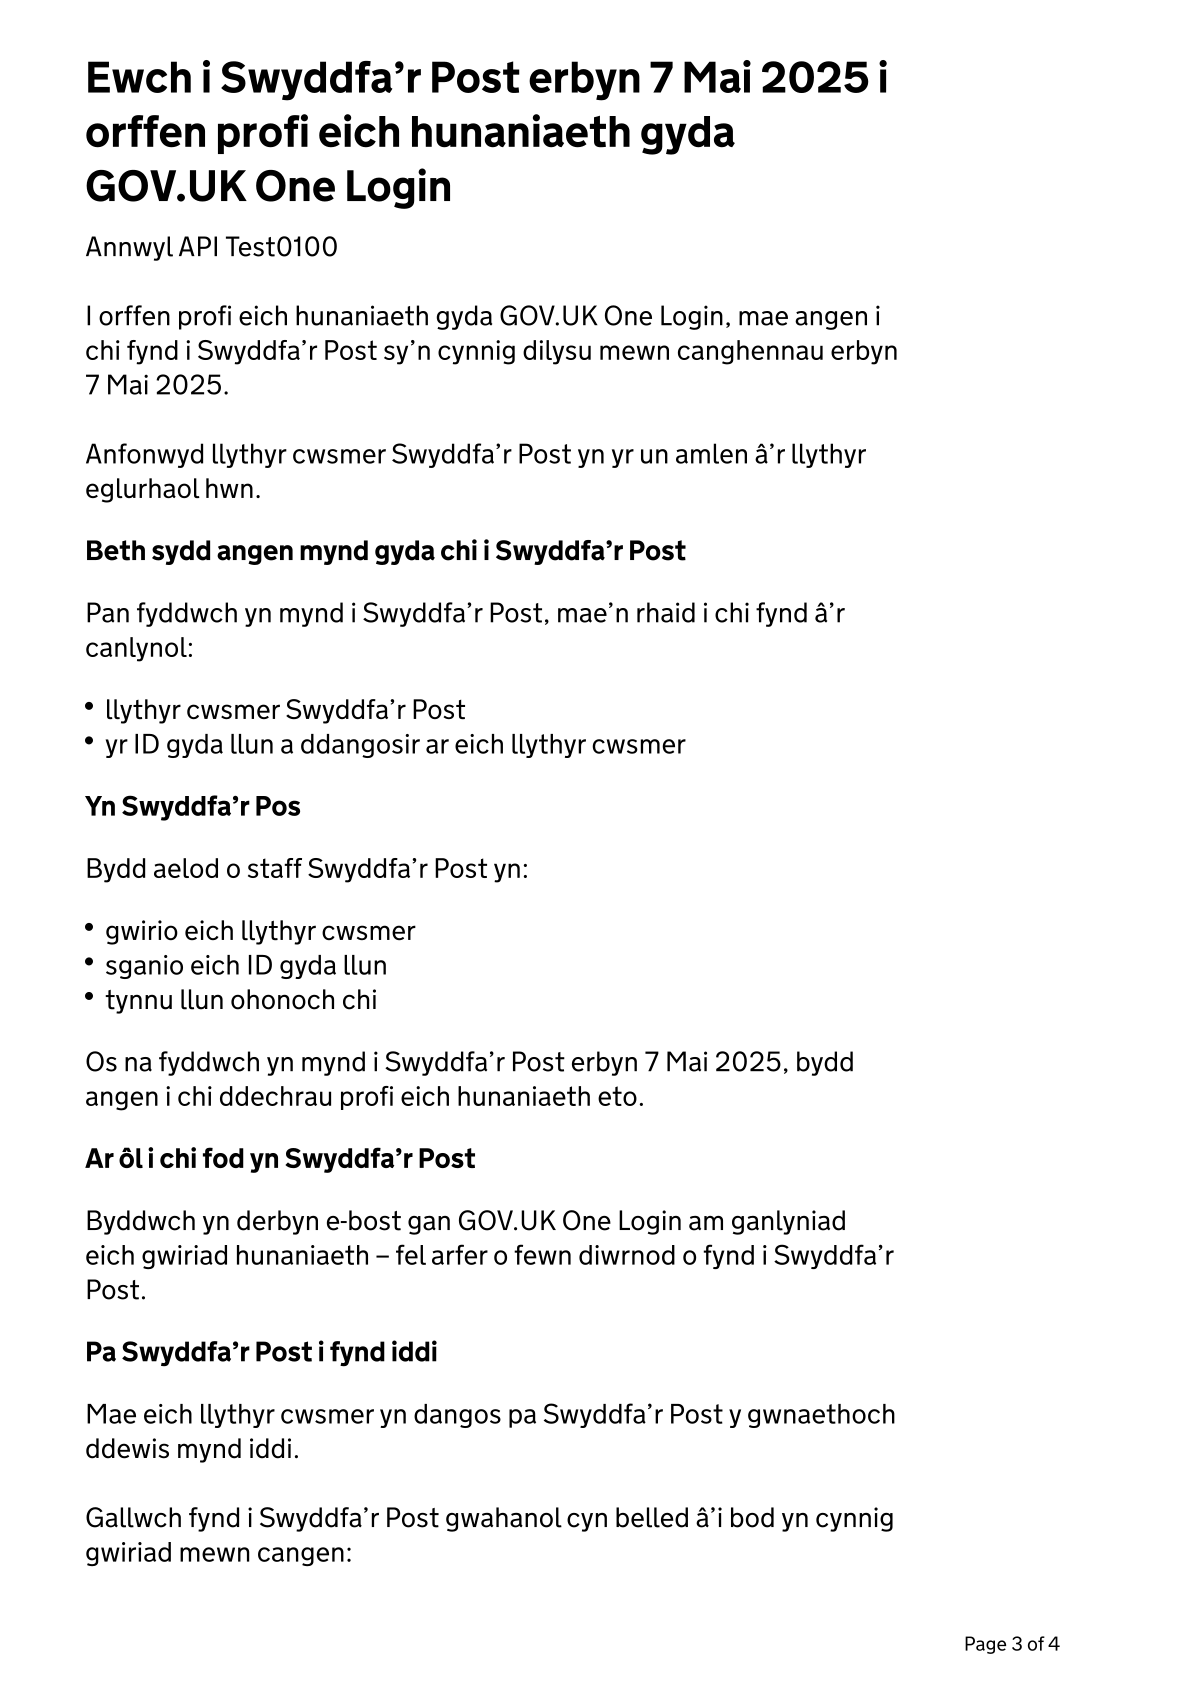 Ewch i Swyddfa’r Post erbyn 7 Mai 2025 i
orffen profi eich hunaniaeth gyda
GOV.UK One Login
Annwyl API Test0100
I orffen profi eich hunaniaeth gyda GOV.UK One Login, mae angen i
chi fynd i Swyddfa’r Post sy’n cynnig dilysu mewn canghennau erbyn
7 Mai 2025.
Anfonwyd llythyr cwsmer Swyddfa’r Post yn yr un amlen â’r llythyr
eglurhaol hwn.
Beth sydd angen mynd gyda chi i Swyddfa’r Post
Pan fyddwch yn mynd i Swyddfa’r Post, mae’n rhaid i chi fynd â’r
canlynol:
• llythyr cwsmer Swyddfa’r Post
• yr ID gyda llun a ddangosir ar eich llythyr cwsmer
Yn Swyddfa’r Pos
Bydd aelod o staff Swyddfa’r Post yn:
• gwirio eich llythyr cwsmer
• sganio eich ID gyda llun
• tynnu llun ohonoch chi
Os na fyddwch yn mynd i Swyddfa’r Post erbyn 7 Mai 2025, bydd
angen i chi ddechrau profi eich hunaniaeth eto.
Ar ôl i chi fod yn Swyddfa’r Post
Byddwch yn derbyn e-bost gan GOV.UK One Login am ganlyniad
eich gwiriad hunaniaeth – fel arfer o fewn diwrnod o fynd i Swyddfa’r
Post.
Pa Swyddfa’r Post i fynd iddi
Mae eich llythyr cwsmer yn dangos pa Swyddfa’r Post y gwnaethoch
ddewis mynd iddi.
Gallwch fynd i Swyddfa’r Post gwahanol cyn belled â’i bod yn cynnig
gwiriad mewn cangen:
Page 3 of 4